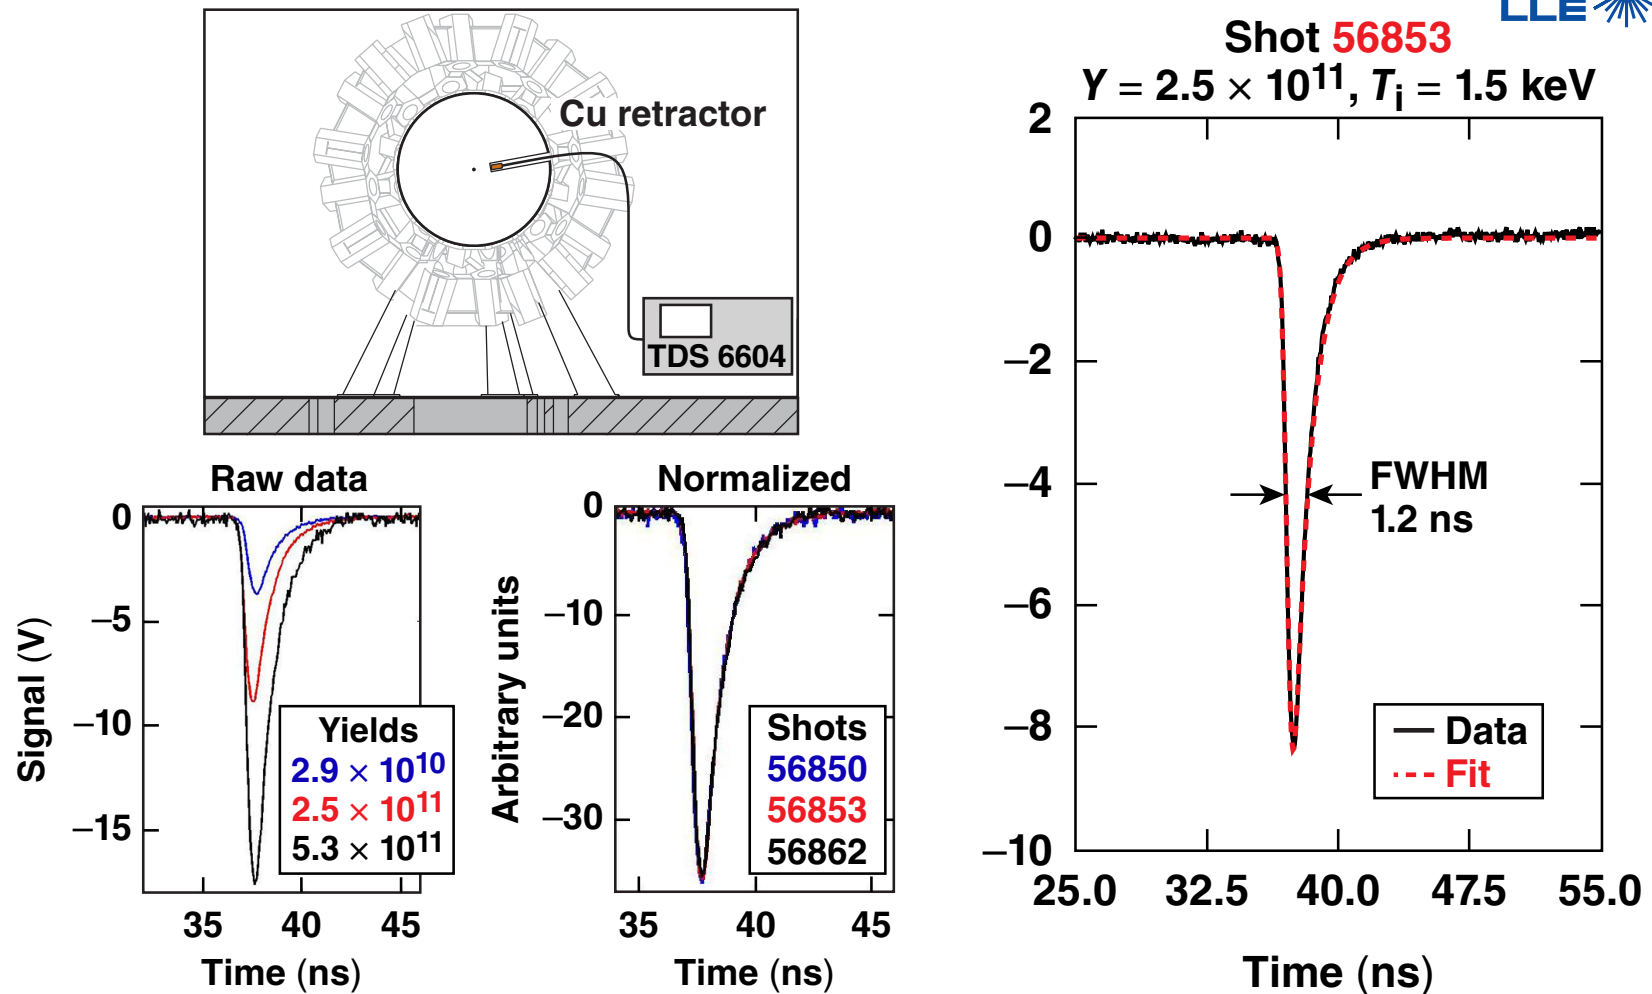 LLE
Cu retractor
TDS 6604
Shot 56853
Y = 2.5 × 10¹¹, Tᵢ = 1.5 keV
2
0
–2
–4
–6
–8
–10
FWHM
1.2 ns
Data
Fit
25.0 32.5 40.0 47.5 55.0
Time (ns)
Raw data
Signal (V)
0
–5
–10
–15
Yields
2.9 × 10¹⁰
2.5 × 10¹¹
5.3 × 10¹¹
35 40 45
Time (ns)
Normalized
Arbitrary units
0
–10
–20
–30
Shots
56850
56853
56862
35 40 45
Time (ns)